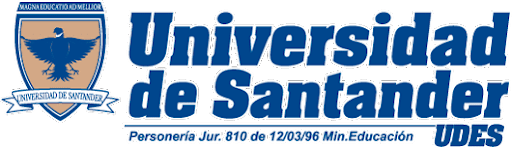 MAGNA EDUCATIO AD MELLIOR
UNIVERSIDAD DE SANTANDER
Universidad
de Santander
Personería Jur. 810 de 12/03/96 Min.Educación
UDES